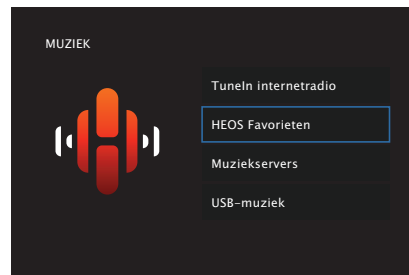 MUZIEK
TuneIn internetradio
HEOS Favorieten
Muziekservers
USB-muziek